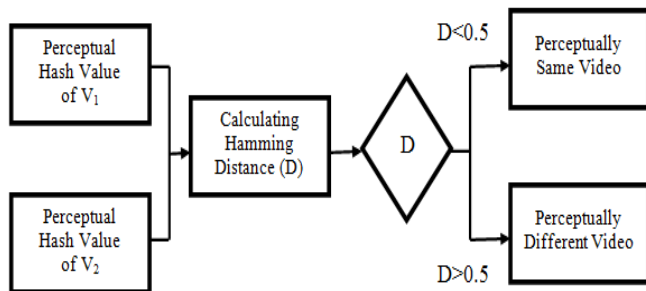 Perceptual
Hash Value
of V₁
Perceptual
Hash Value
of V₂
Calculating
Hamming
Distance (D)
D
D<0.5
Perceptually
Same Video
Perceptually
Different Video
D>0.5